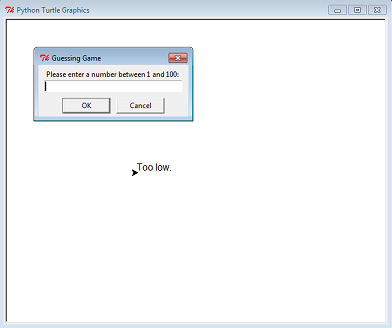 Python Turtle Graphics
Guessing Game
Please enter a number between 1 and 100:
OK
Cancel
Too low.